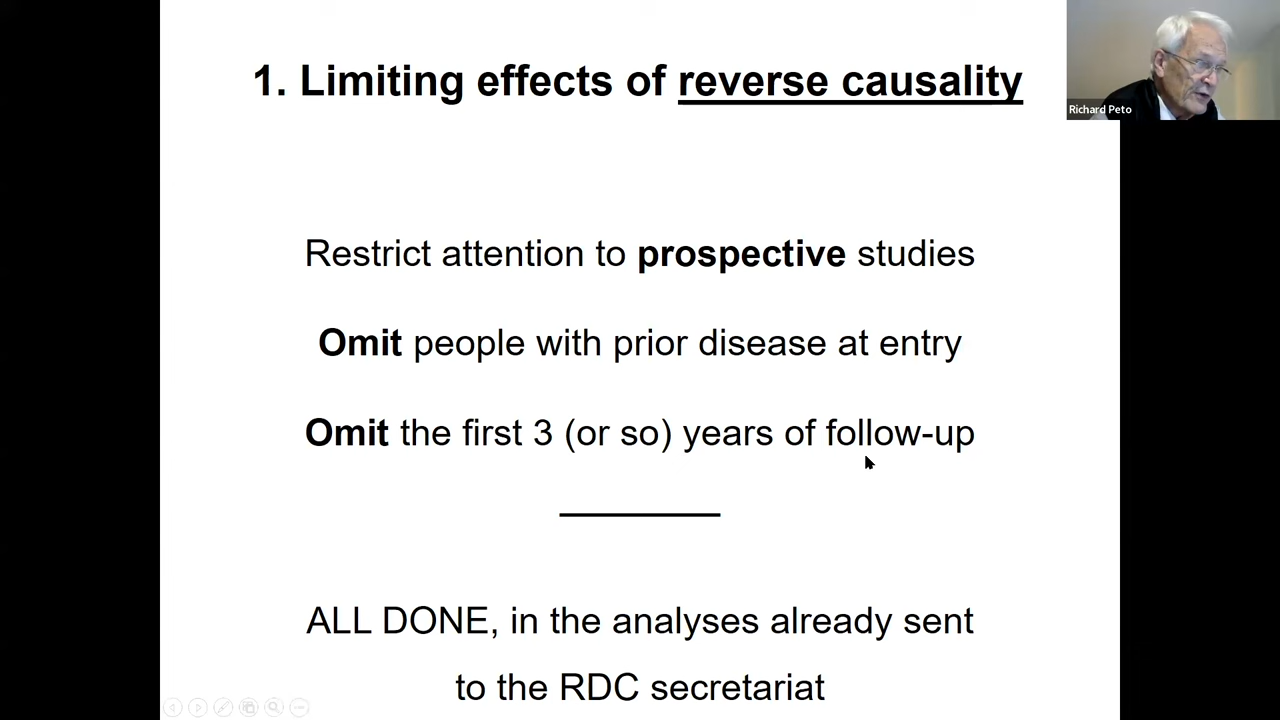 1. Limiting effects of reverse causality
Richard Peto
Restrict attention to prospective studies
Omit people with prior disease at entry
Omit the first 3 (or so) years of follow-up
ALL DONE, in the analyses already sent
to the RDC secretariat